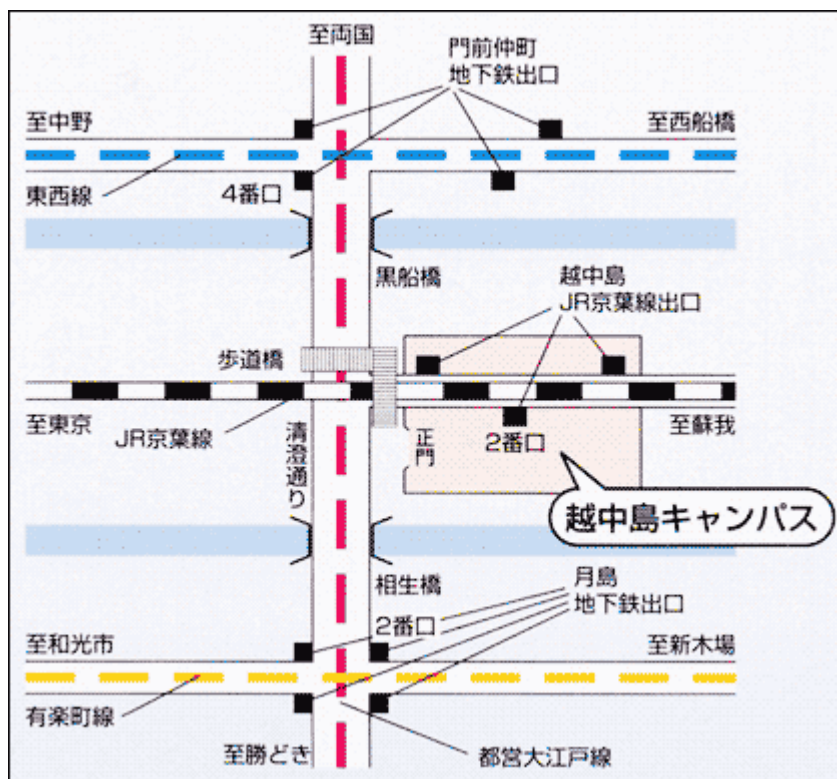 至両国
門前仲町
地下鉄出口
至中野
至西船橋
東西線
4番口
黒船橋
越中島
JR京葉線出口
歩道橋
至東京
JR京葉線
清澄通り
正門
2番口
至蘇我
越中島キャンパス
相生橋
月島
地下鉄出口
2番口
至和光市
至新木場
有楽町線
至勝どき
都営大江戸線